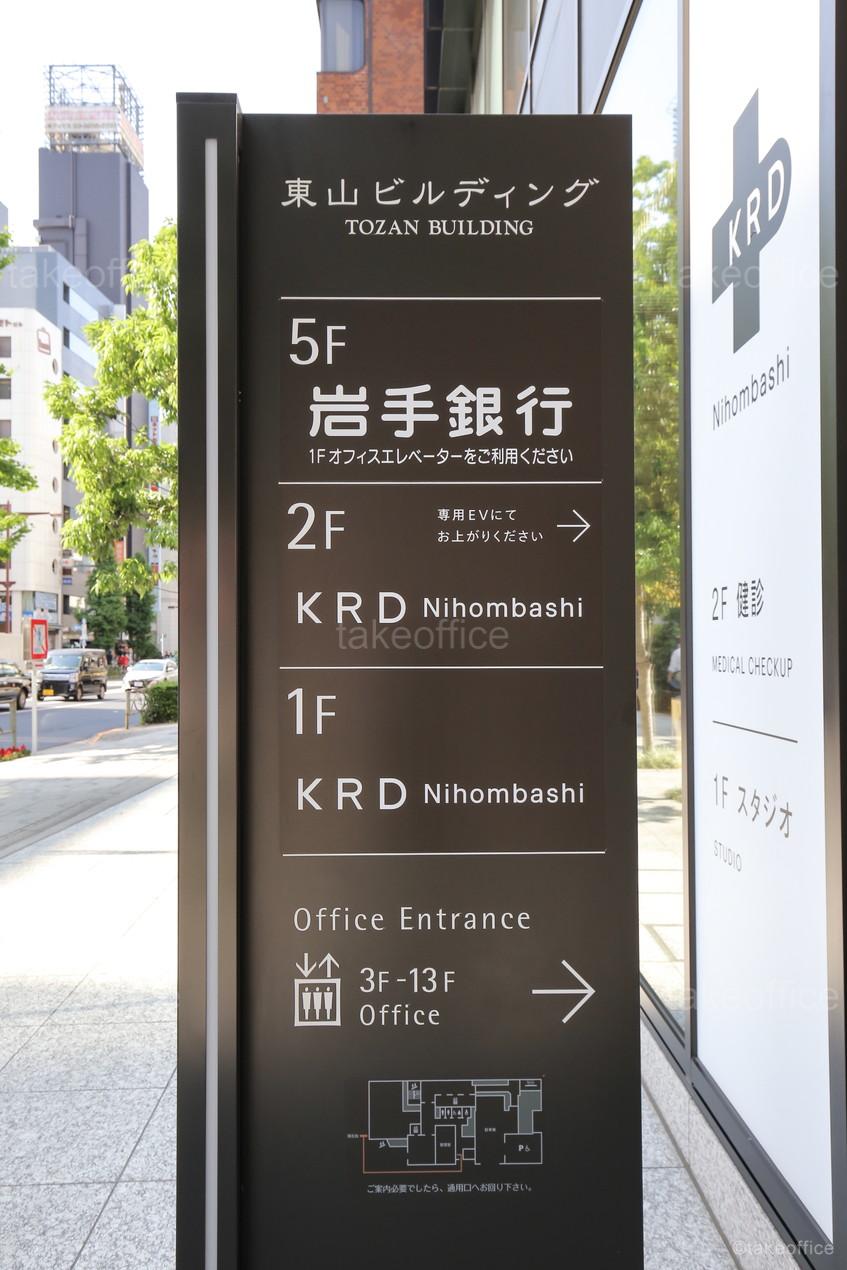 東山ビルディング
TOZAN BUILDING
5F
岩手銀行
1Fオフィスエレベーターをご利用ください
2F
専用EVにて
お上がりください
KRD Nihombashi
1F
KRD Nihombashi
Office Entrance
3F-13F
Office
P
ご案内必要でしたら、通用口へお回り下さい。
KRD
Nihombashi
2F 健診
MEDICAL CHECKUP
1F スタジオ
STUDIO
takeoffice
takeoffice
takeoffice
©takeoffice